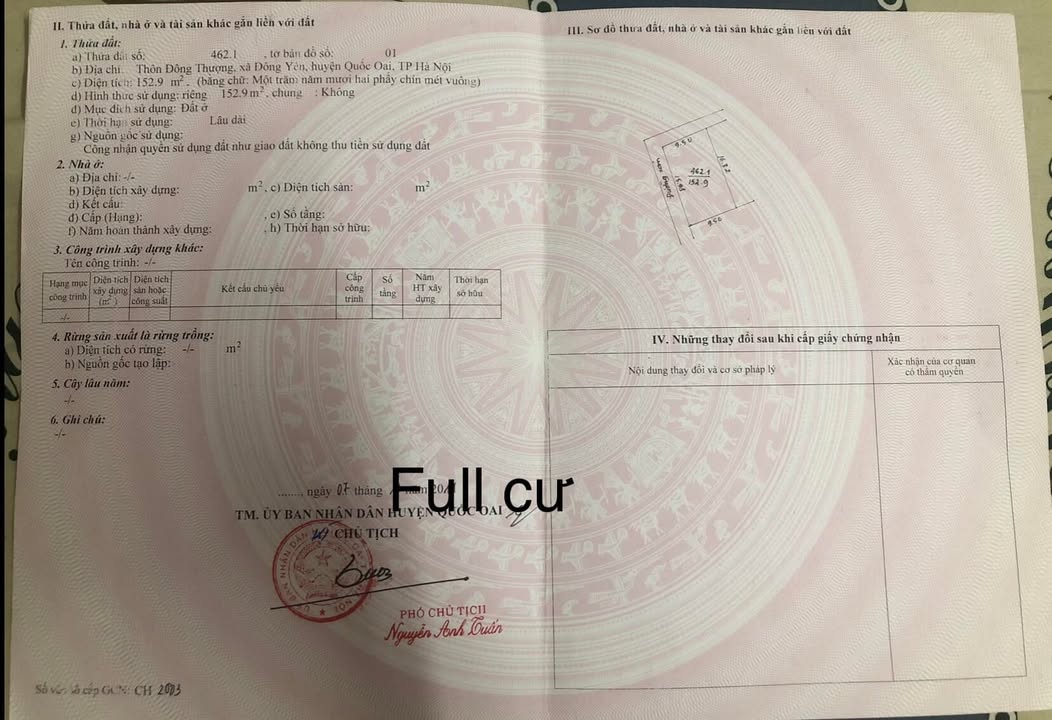 II. Thửa đất, nhà ở và tài sản khác gắn liền với đất
1. Thửa đất:
a) Thửa đất số: 462.1 , tờ bản đồ số: 01
b) Địa chỉ: Thôn Đông Thượng, xã Đông Yên, huyện Quốc Oai, TP Hà Nội
c) Diện tích: 152.9 m², (bằng chữ: Một trăm năm mươi hai phẩy chín mét vuông)
d) Hình thức sử dụng: riêng 152.9 m², chung : Không
đ) Mục đích sử dụng: Đất ở
e) Thời hạn sử dụng: Lâu dài
g) Nguồn gốc sử dụng:
Công nhận quyền sử dụng đất như giao đất không thu tiền sử dụng đất
2. Nhà ở:
a) Địa chỉ: -/-
b) Diện tích xây dựng: m², c) Diện tích sàn: m²
d) Kết cấu:
đ) Cấp (Hạng): , e) Số tầng:
f) Năm hoàn thành xây dựng: , h) Thời hạn sở hữu:
3. Công trình xây dựng khác:
Tên công trình: -/-
Hạng mục công trình Diện tích xây dựng (m²) Diện tích sàn hoặc công suất Kết cấu chủ yếu Cấp công trình Số tầng Năm HT xây dựng Thời hạn sở hữu
-/-
4. Rừng sản xuất là rừng trồng:
a) Diện tích có rừng: -/- m²
b) Nguồn gốc tạo lập:
5. Cây lâu năm:
-/-
6. Ghi chú:
-/-
Full cư
......., ngày 07 tháng năm 20
TM. ỦY BAN NHÂN DÂN HUYỆN QUỐC OAI
CHỦ TỊCH
PHÓ CHỦ TỊCH
Nguyễn Anh Tuấn
Số vào sổ cấp GCN: CH
III. Sơ đồ thửa đất, nhà ở và tài sản khác gắn liền với đất
9.50
462.1
152.9
9.50
IV. Những thay đổi sau khi cấp giấy chứng nhận
Nội dung thay đổi và cơ sở pháp lý Xác nhận của cơ quan có thẩm quyền